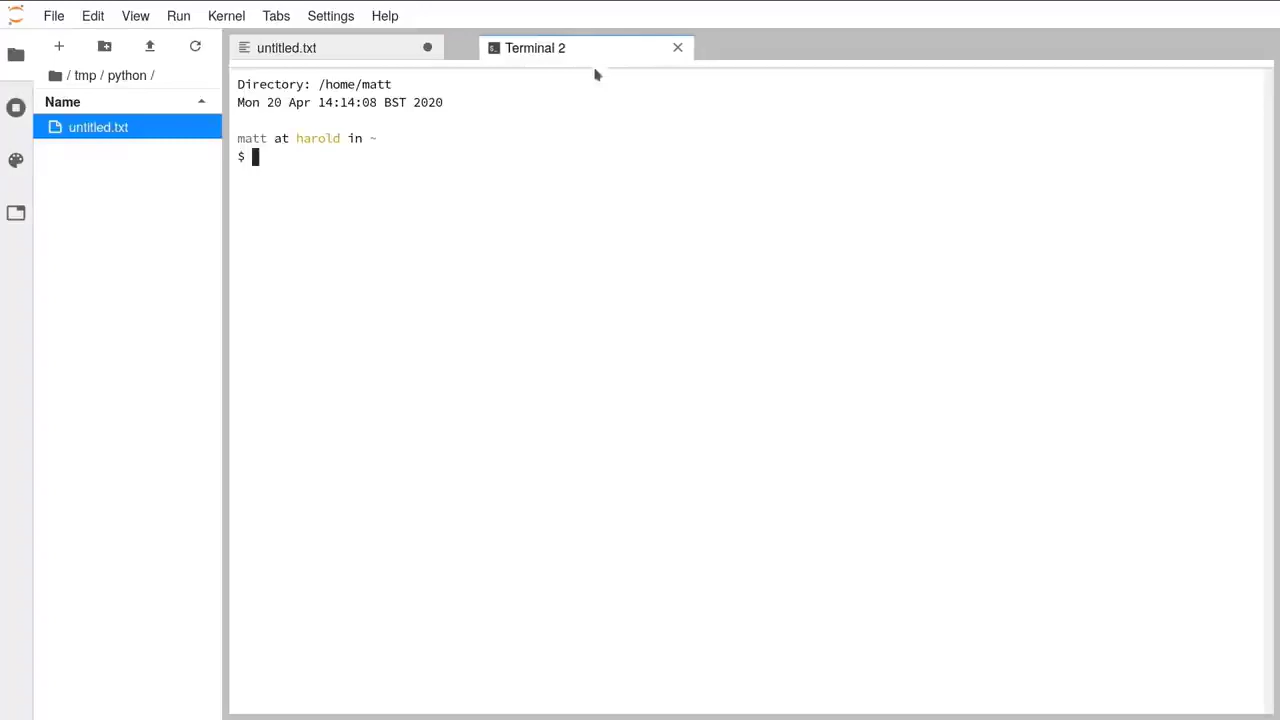 File Edit View Run Kernel Tabs Settings Help
untitled.txt Terminal 2
/ tmp / python /
Name
untitled.txt
Directory: /home/matt
Mon 20 Apr 14:14:08 BST 2020
matt at harold in ~
$